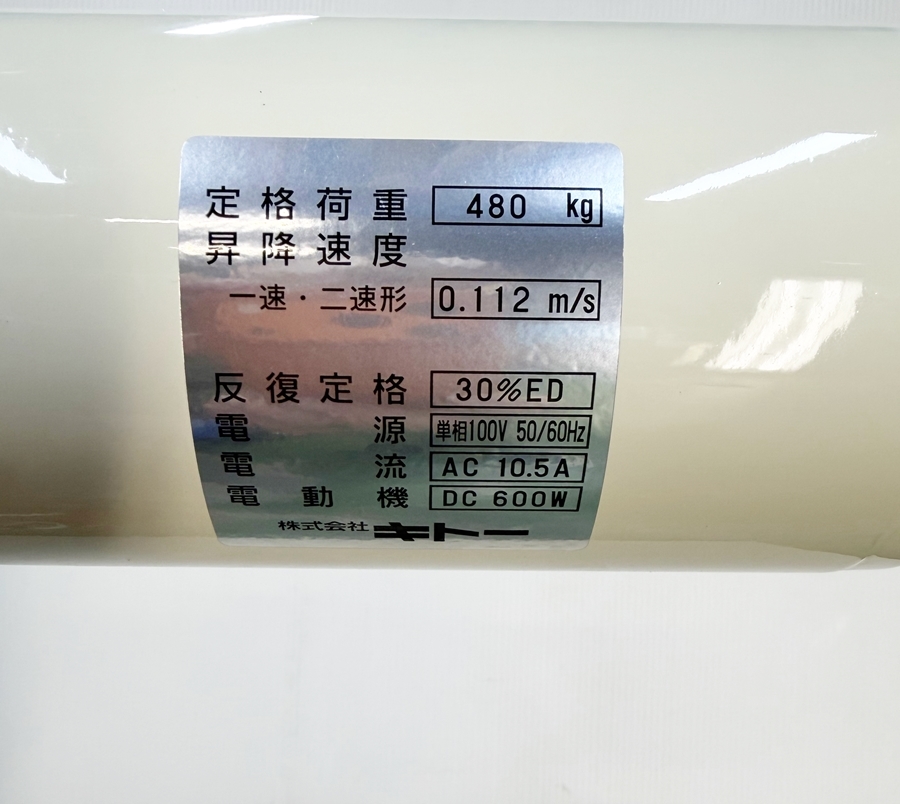 定格荷重 480 kg
昇降速度
一速・二速形 0.112 m/s
反復定格 30%ED
電源 単相100V 50/60Hz
電流 AC 10.5A
電動機 DC 600W
株式会社キトー